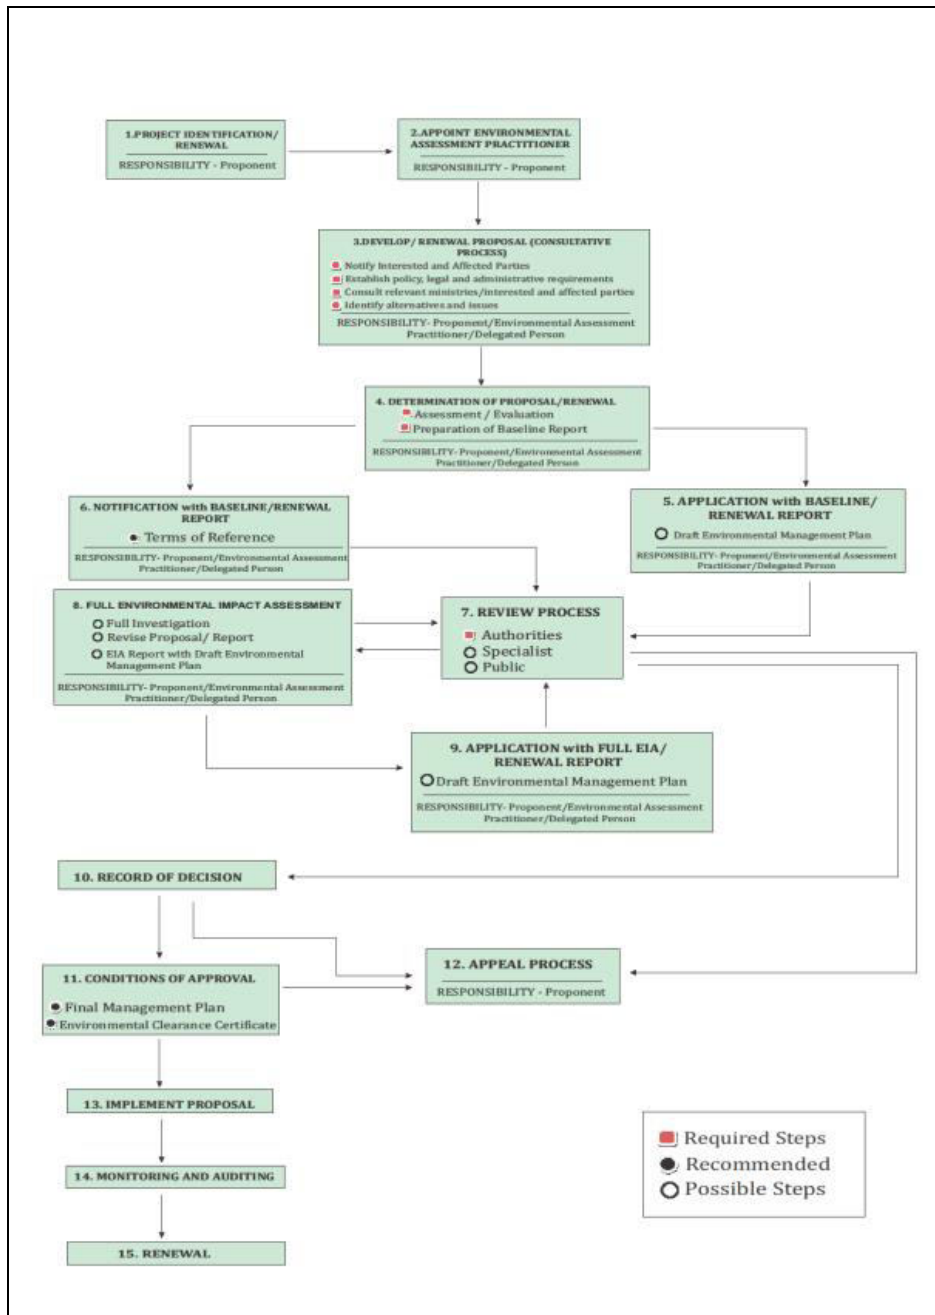 1.PROJECT IDENTIFICATION/
RENEWAL
RESPONSIBILITY - Proponent
2.APPOINT ENVIRONMENTAL
ASSESSMENT PRACTITIONER
RESPONSIBILITY - Proponent
3.DEVELOP/ RENEWAL PROPOSAL (CONSULTATIVE
PROCESS)
Notify Interested and Affected Parties
Establish policy, legal and administrative requirements
Consult relevant ministries/interested and affected parties
Identify alternatives and issues
RESPONSIBILITY- Proponent/Environmental Assessment
Practitioner/Delegated Person
4. DETERMINATION OF PROPOSAL/RENEWAL
Assessment / Evaluation
Preparation of Baseline Report
RESPONSIBILITY- Proponent/Environmental Assessment
Practitioner/Delegated Person
6. NOTIFICATION with BASELINE/RENEWAL
REPORT
Terms of Reference
RESPONSIBILITY- Proponent/Environmental Assessment
Practitioner/Delegated Person
5. APPLICATION with BASELINE/
RENEWAL REPORT
Draft Environmental Management Plan
RESPONSIBILITY- Proponent/Environmental Assessment
Practitioner/Delegated Person
8. FULL ENVIRONMENTAL IMPACT ASSESSMENT
Full Investigation
Revise Proposal/ Report
EIA Report with Draft Environmental
Management Plan
RESPONSIBILITY- Proponent/Environmental Assessment
Practitioner/Delegated Person
7. REVIEW PROCESS
Authorities
Specialist
Public
9. APPLICATION with FULL EIA/
RENEWAL REPORT
Draft Environmental Management Plan
RESPONSIBILITY- Proponent/Environmental Assessment
Practitioner/Delegated Person
10. RECORD OF DECISION
11. CONDITIONS OF APPROVAL
Final Management Plan
Environmental Clearance Certificate
12. APPEAL PROCESS
RESPONSIBILITY - Proponent
13. IMPLEMENT PROPOSAL
14. MONITORING AND AUDITING
15. RENEWAL
Required Steps
Recommended
Possible Steps